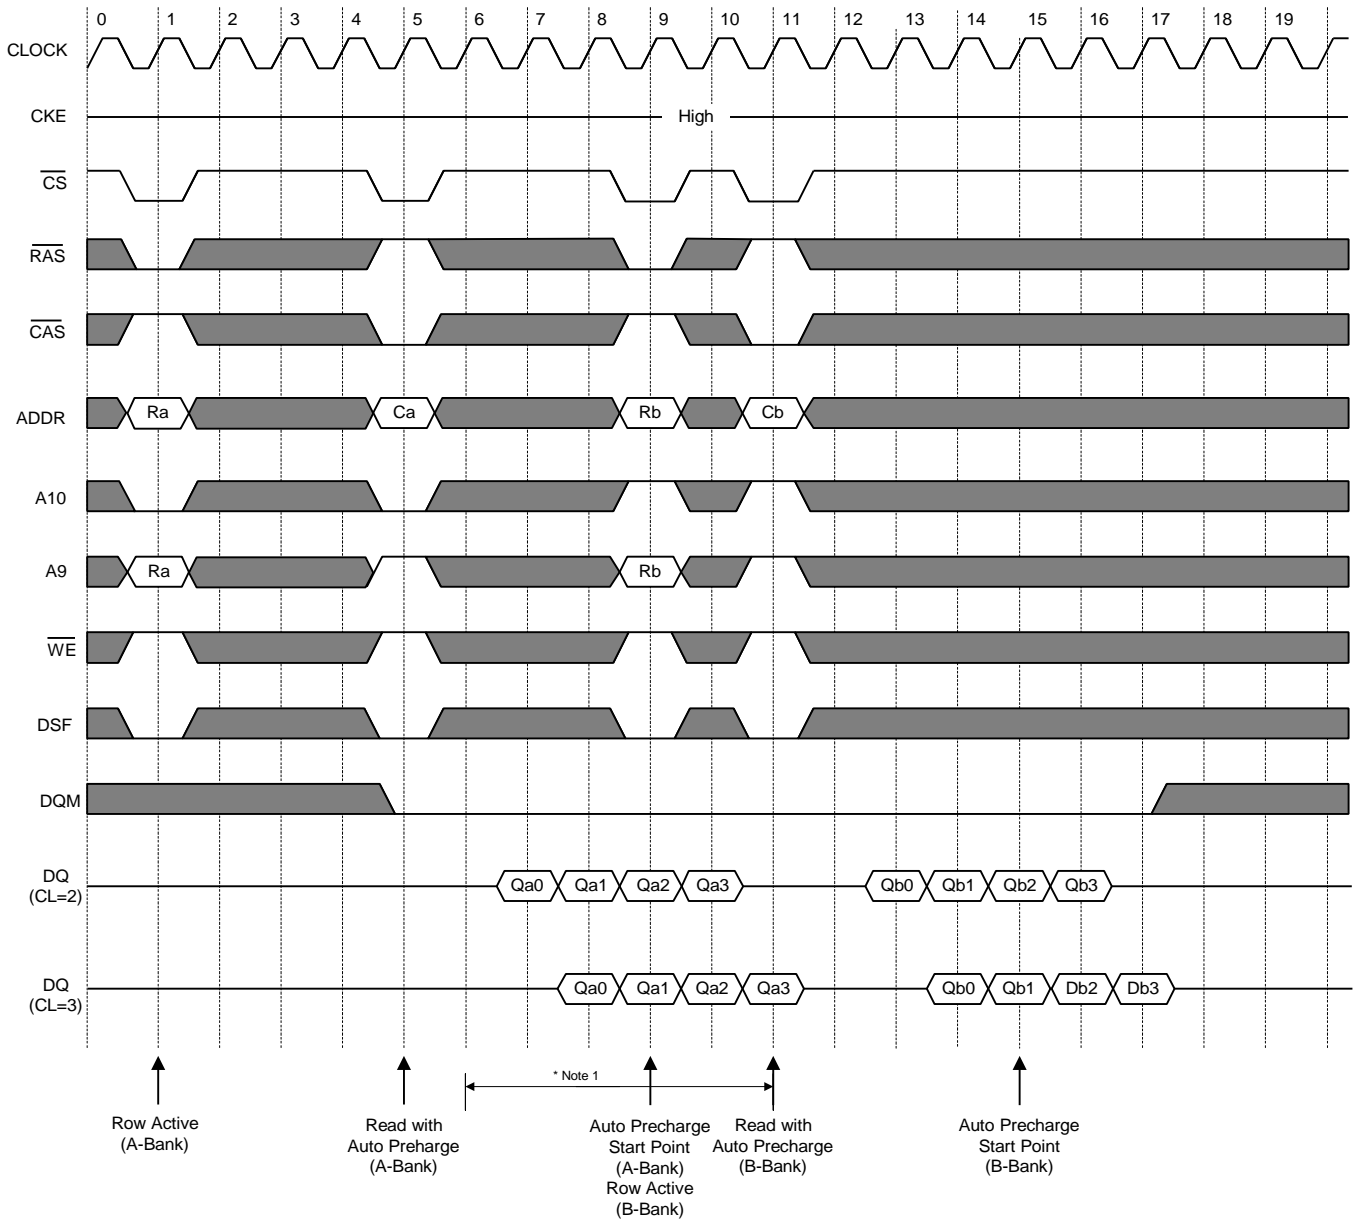 0 1 2 3 4 5 6 7 8 9 10 11 12 13 14 15 16 17 18 19
CLOCK
CKE High
CS
RAS
CAS
ADDR Ra Ca Rb Cb
A10
A9 Ra Rb
WE
DSF
DQM
DQ
(CL=2)
Qa0 Qa1 Qa2 Qa3 Qb0 Qb1 Qb2 Qb3
DQ
(CL=3)
Qa0 Qa1 Qa2 Qa3 Qb0 Qb1 Db2 Db3
* Note 1
Row Active
(A-Bank)
Read with
Auto Preharge
(A-Bank)
Auto Precharge
Start Point
(A-Bank)
Row Active
(B-Bank)
Read with
Auto Precharge
(B-Bank)
Auto Precharge
Start Point
(B-Bank)